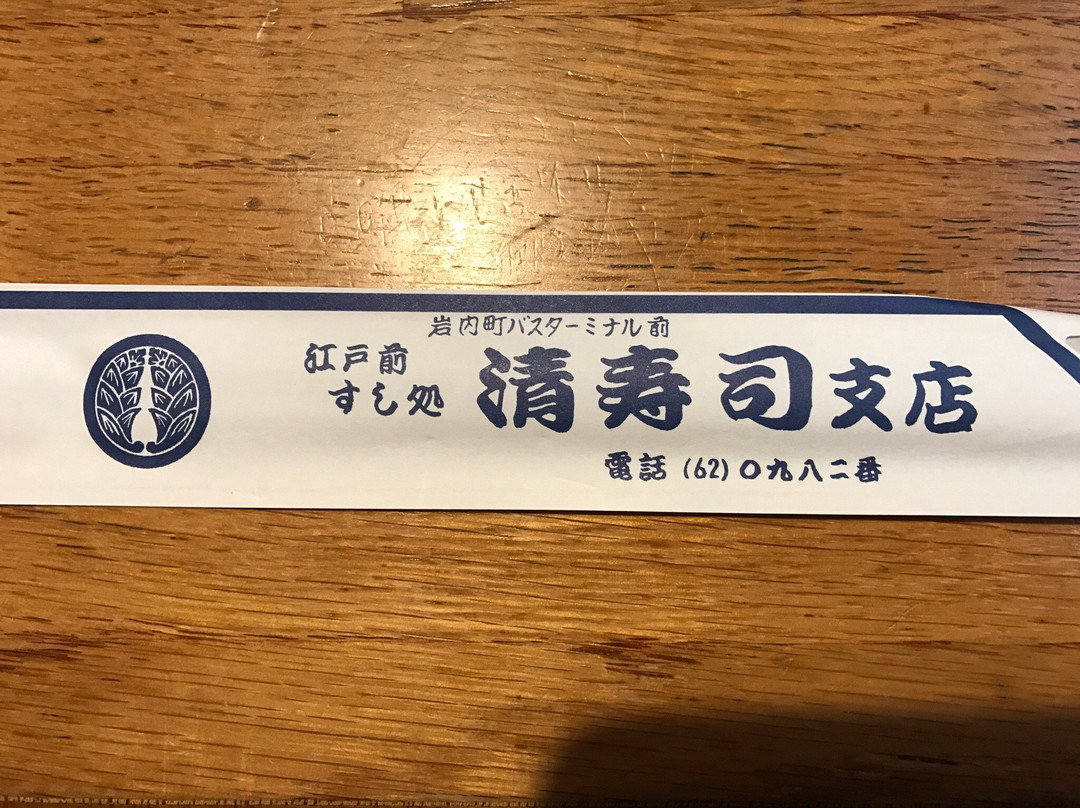 岩内町バスターミナル前
江戸前
すし処
清寿司支店
電話(62)〇九八二番